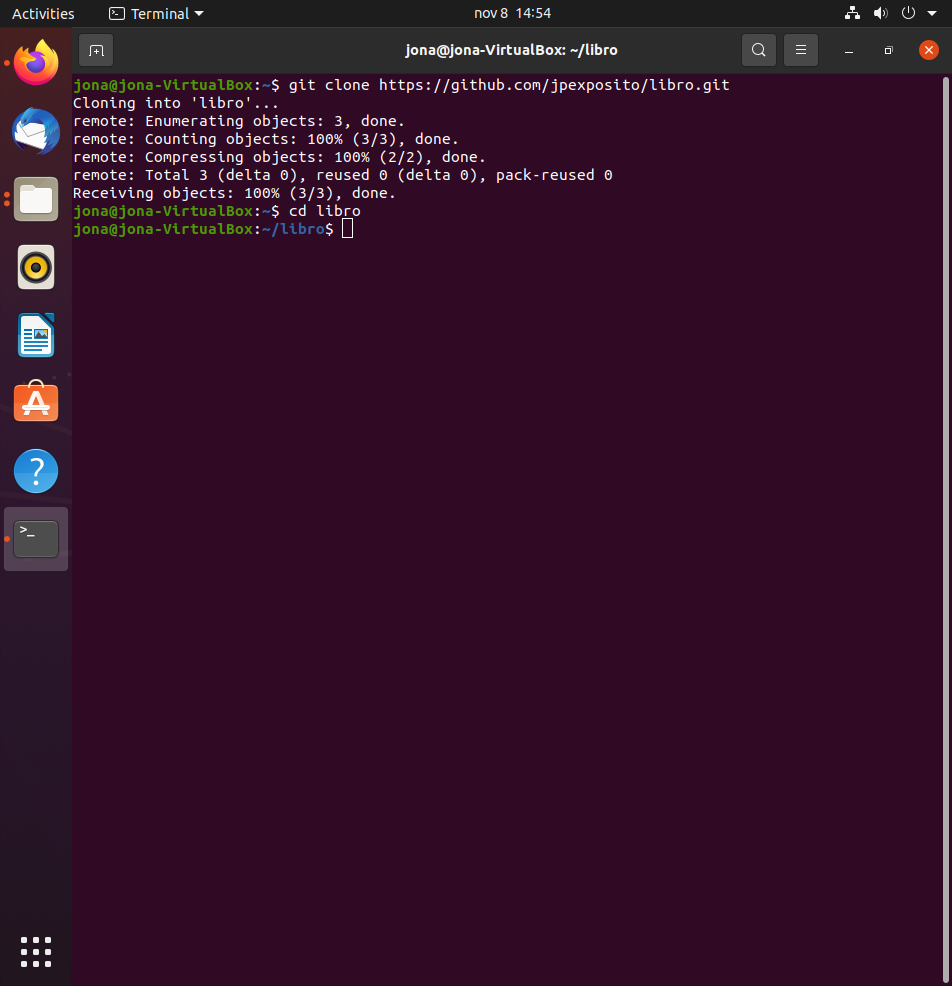 Activities Terminal nov 8 14:54
jona@jona-VirtualBox: ~/libro
jona@jona-VirtualBox:~$ git clone https://github.com/jpexposito/libro.git
Cloning into 'libro'...
remote: Enumerating objects: 3, done.
remote: Counting objects: 100% (3/3), done.
remote: Compressing objects: 100% (2/2), done.
remote: Total 3 (delta 0), reused 0 (delta 0), pack-reused 0
Receiving objects: 100% (3/3), done.
jona@jona-VirtualBox:~$ cd libro
jona@jona-VirtualBox:~/libro$